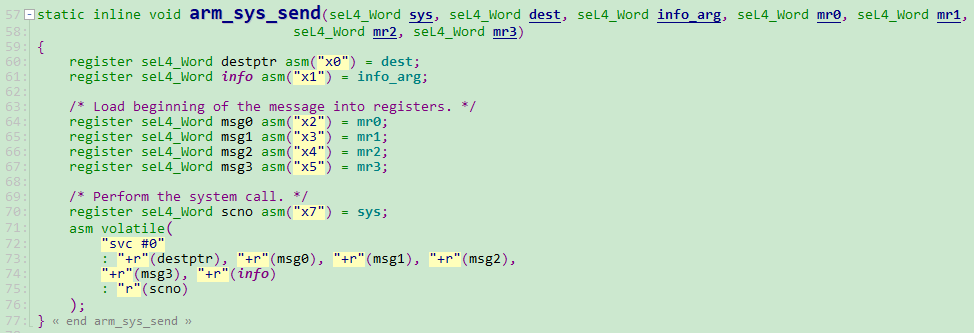 57: static inline void arm_sys_send(seL4_Word sys, seL4_Word dest, seL4_Word info_arg, seL4_Word mr0, seL4_Word mr1,
58: seL4_Word mr2, seL4_Word mr3)
59: {
60: register seL4_Word destptr asm("x0") = dest;
61: register seL4_Word info asm("x1") = info_arg;
62:
63: /* Load beginning of the message into registers. */
64: register seL4_Word msg0 asm("x2") = mr0;
65: register seL4_Word msg1 asm("x3") = mr1;
66: register seL4_Word msg2 asm("x4") = mr2;
67: register seL4_Word msg3 asm("x5") = mr3;
68:
69: /* Perform the system call. */
70: register seL4_Word scno asm("x7") = sys;
71: asm volatile(
72: "svc #0"
73: : "+r"(destptr), "+r"(msg0), "+r"(msg1), "+r"(msg2),
74: "+r"(msg3), "+r"(info)
75: : "r"(scno)
76: );
77: } « end arm_sys_send »